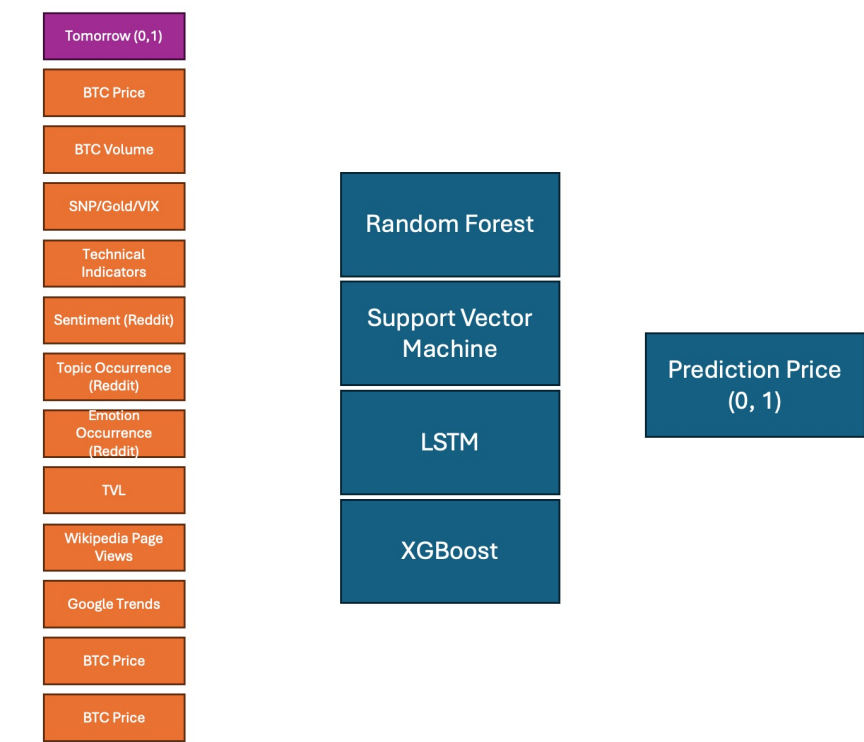 Tomorrow (0,1)
BTC Price
BTC Volume
SNP/Gold/VIX
Technical
Indicators
Sentiment (Reddit)
Topic Occurrence
(Reddit)
Emotion
Occurrence
(Reddit)
TVL
Wikipedia Page
Views
Google Trends
BTC Price
BTC Price
Random Forest
Support Vector
Machine
LSTM
XGBoost
Prediction Price
(0, 1)